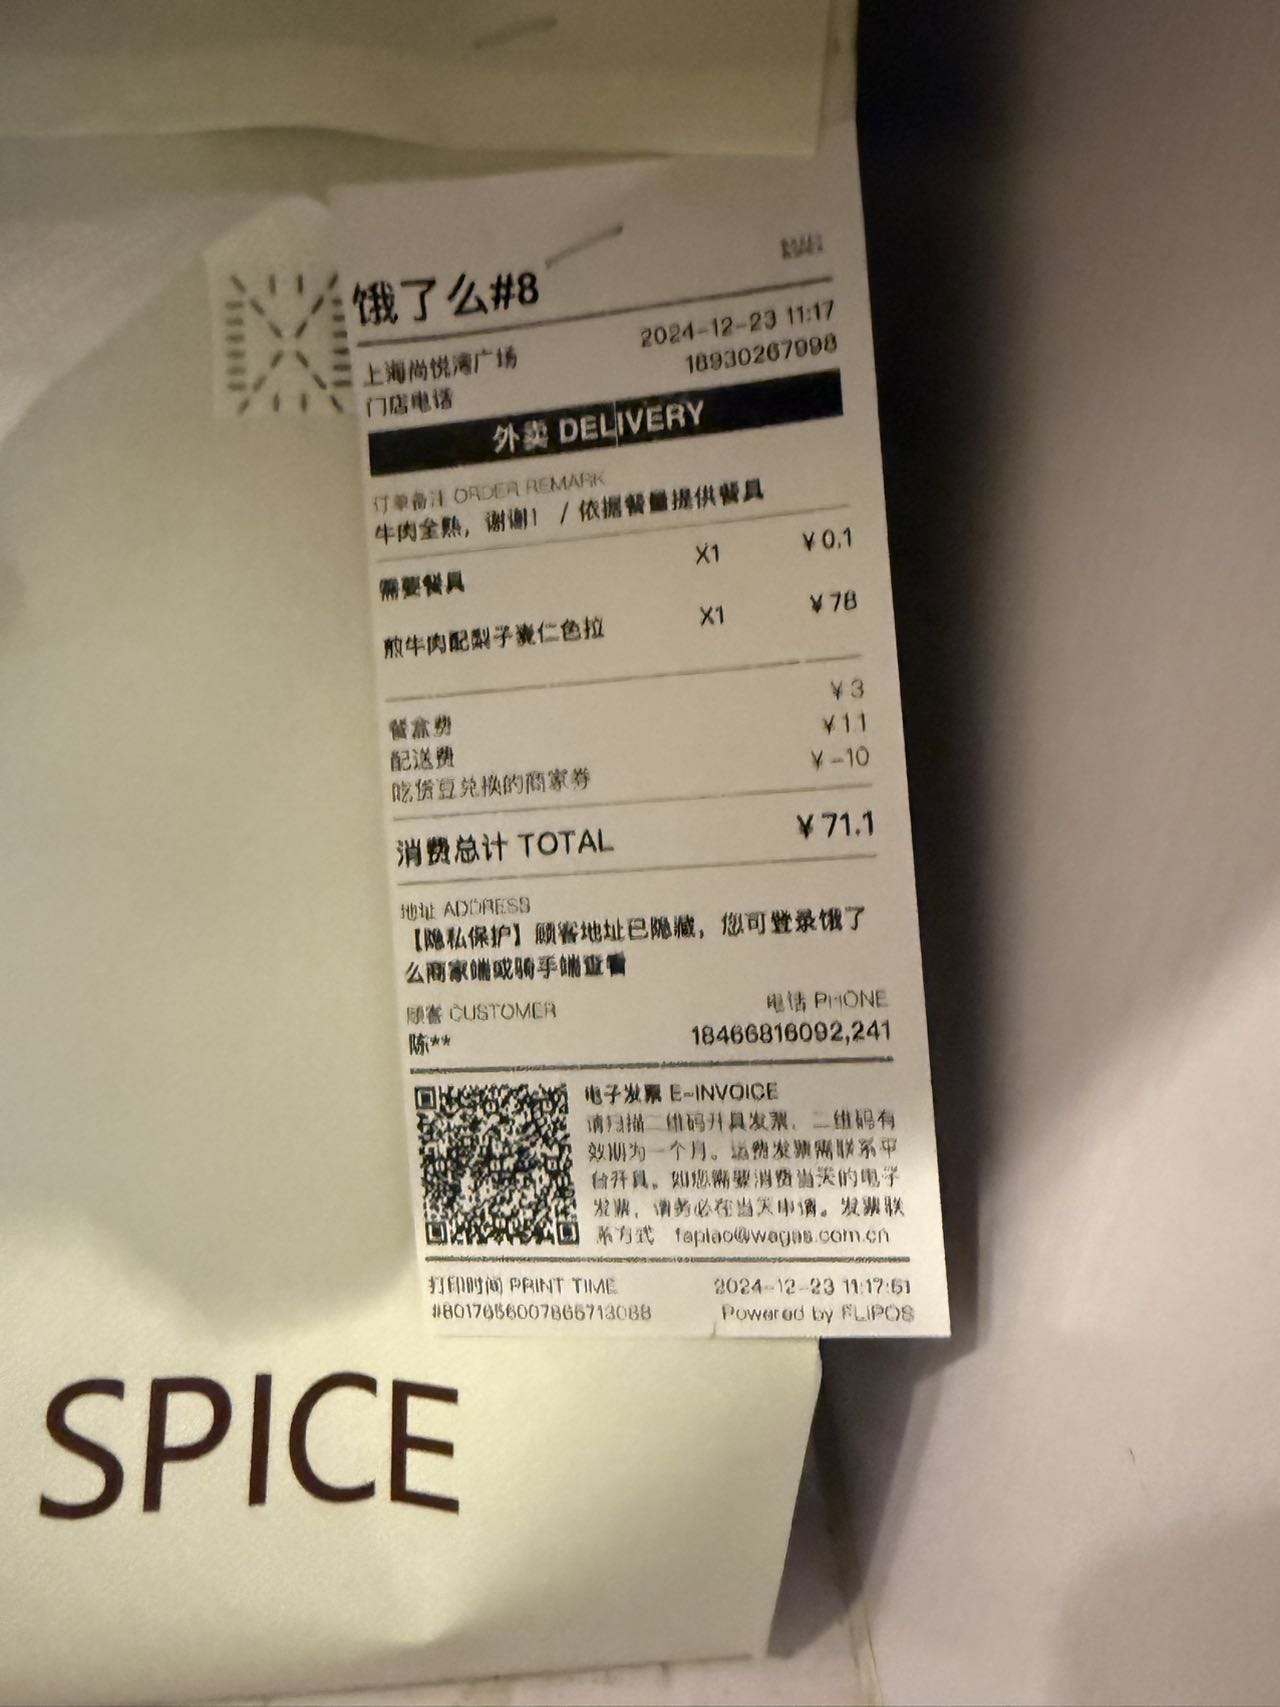 饿了么#8
2024-12-23 11:17
上海尚悦湾广场
18930267998
门店电话
外卖 DELIVERY
订单备注 ORDER REMARK
牛肉全熟，谢谢！ / 依据餐量提供餐具
需要餐具 X1 ￥0.1
煎牛肉配梨子麦仁色拉 X1 ￥78
餐盒费 ￥3
配送费 ￥11
吃货豆兑换的商家券 ￥-10
消费总计 TOTAL ￥71.1
地址 ADDRESS
【隐私保护】顾客地址已隐藏，您可登录饿了
么商家端或骑手端查看
顾客 CUSTOMER 电话 PHONE
陈** 18466816092,241
电子发票 E-INVOICE
请扫描二维码开具发票，二维码有
效期为一个月。运费发票需联系平
台开具。如您需要消费当天的电子
发票，请务必在当天申请。发票联
系方式 fapiao@wagas.com.cn
打印时间 PRINT TIME 2024-12-23 11:17:51
#8017656007865713088 Powered by FLIPOS
SPICE